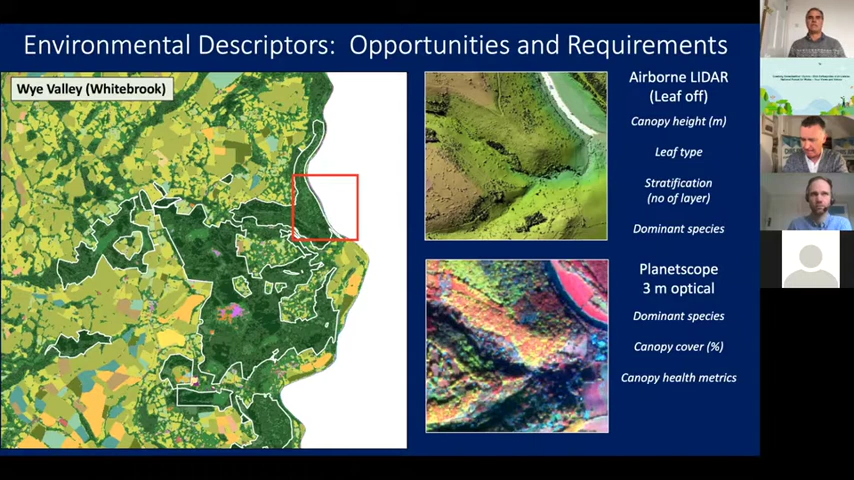 Environmental Descriptors: Opportunities and Requirements
Wye Valley (Whitebrook)
Airborne LIDAR
(Leaf off)
Canopy height (m)
Leaf type
Stratification
(no of layer)
Dominant species
Planetscope
3 m optical
Dominant species
Canopy cover (%)
Canopy health metrics